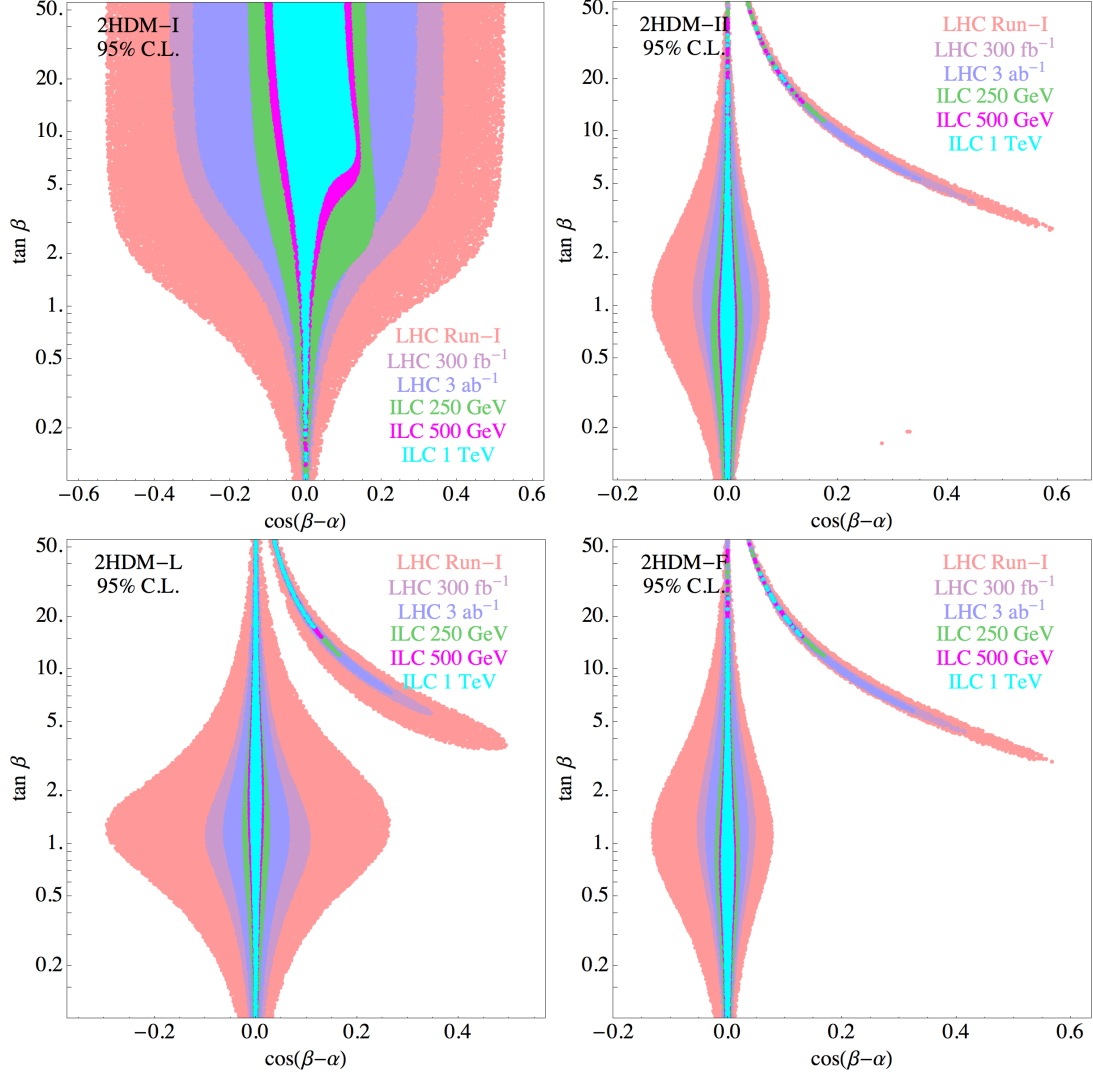 2HDM−I
95% C.L.
50.
20.
10.
5.
2.
1
0.5
0.2
tan β
LHC Run−I
LHC 300 fb⁻¹
LHC 3 ab⁻¹
ILC 250 GeV
ILC 500 GeV
ILC 1 TeV
−0.6 −0.4 −0.2 0.0 0.2 0.4 0.6
cos(β−α)
2HDM−II
95% C.L.
LHC Run−I
LHC 300 fb⁻¹
LHC 3 ab⁻¹
ILC 250 GeV
ILC 500 GeV
ILC 1 TeV
50.
20.
10.
5.
2.
1
0.5
0.2
tan β
−0.2 0.0 0.2 0.4 0.6
cos(β−α)
2HDM−L
95% C.L.
LHC Run−I
LHC 300 fb⁻¹
LHC 3 ab⁻¹
ILC 250 GeV
ILC 500 GeV
ILC 1 TeV
50.
20.
10.
5.
2.
1.
0.5
0.2
tan β
−0.2 0.0 0.2 0.4
cos(β−α)
2HDM−F
95% C.L.
LHC Run−I
LHC 300 fb⁻¹
LHC 3 ab⁻¹
ILC 250 GeV
ILC 500 GeV
ILC 1 TeV
50.
20.
10.
5.
2.
1.
0.5
0.2
tan β
−0.2 0.0 0.2 0.4 0.6
cos(β−α)